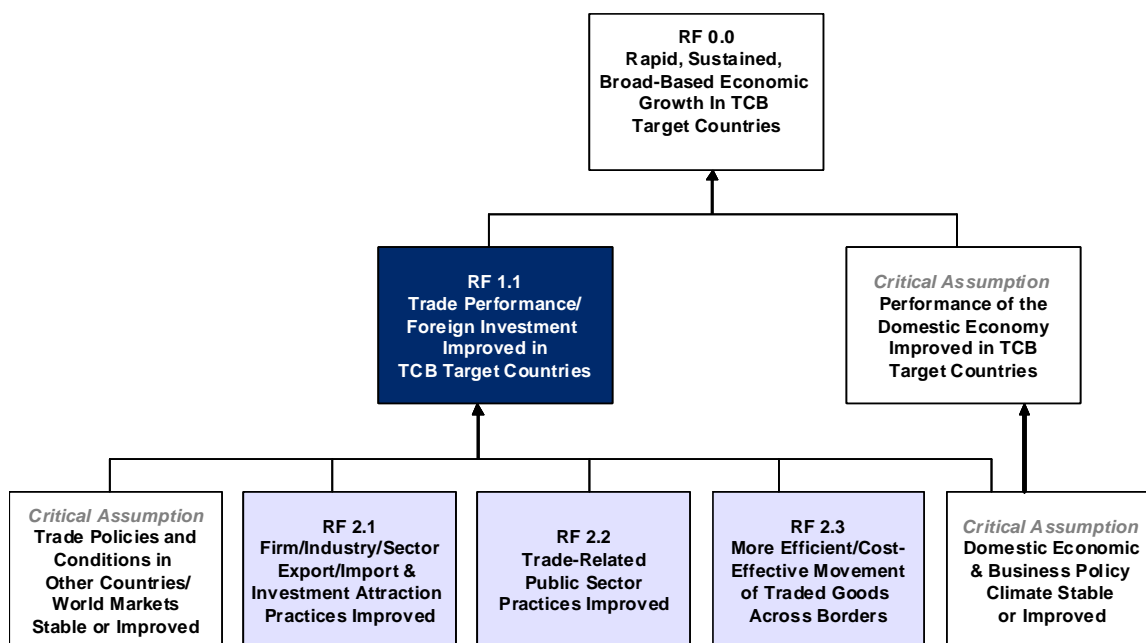 RF 0.0
Rapid, Sustained,
Broad-Based Economic
Growth In TCB
Target Countries
RF 1.1
Trade Performance/
Foreign Investment
Improved in
TCB Target Countries
Critical Assumption
Performance of the
Domestic Economy
Improved in TCB
Target Countries
Critical Assumption
Trade Policies and
Conditions in
Other Countries/
World Markets
Stable or Improved
RF 2.1
Firm/Industry/Sector
Export/Import &
Investment Attraction
Practices Improved
RF 2.2
Trade-Related
Public Sector
Practices Improved
RF 2.3
More Efficient/Cost-
Effective Movement
of Traded Goods
Across Borders
Critical Assumption
Domestic Economic
& Business Policy
Climate Stable
or Improved